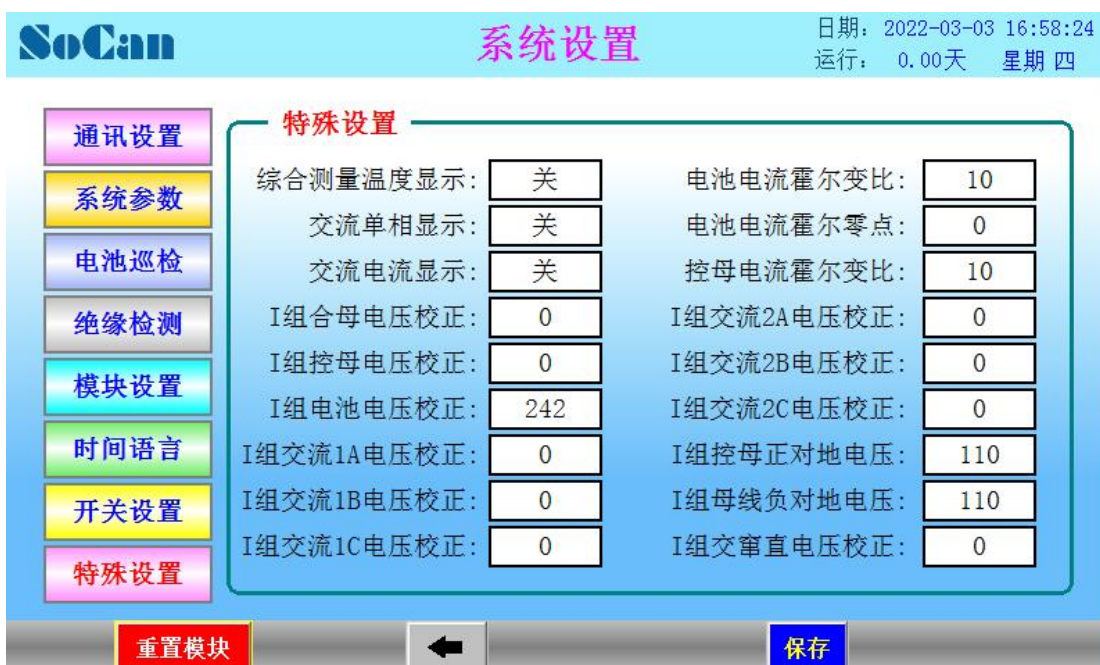 SoCan
系统设置
日期: 2022-03-03 16:58:24
运行: 0.00天 星期 四
通讯设置
系统参数
电池巡检
绝缘检测
模块设置
时间语言
开关设置
特殊设置
特殊设置
综合测量温度显示: 关 电池电流霍尔变比: 10
交流单相显示: 关 电池电流霍尔零点: 0
交流电流显示: 关 控母电流霍尔变比: 10
I组合母电压校正: 0 I组交流2A电压校正: 0
I组控母电压校正: 0 I组交流2B电压校正: 0
I组电池电压校正: 242 I组交流2C电压校正: 0
I组交流1A电压校正: 0 I组控母正对地电压: 110
I组交流1B电压校正: 0 I组母线负对地电压: 110
I组交流1C电压校正: 0 I组交窜直电压校正: 0
重置模块
保存